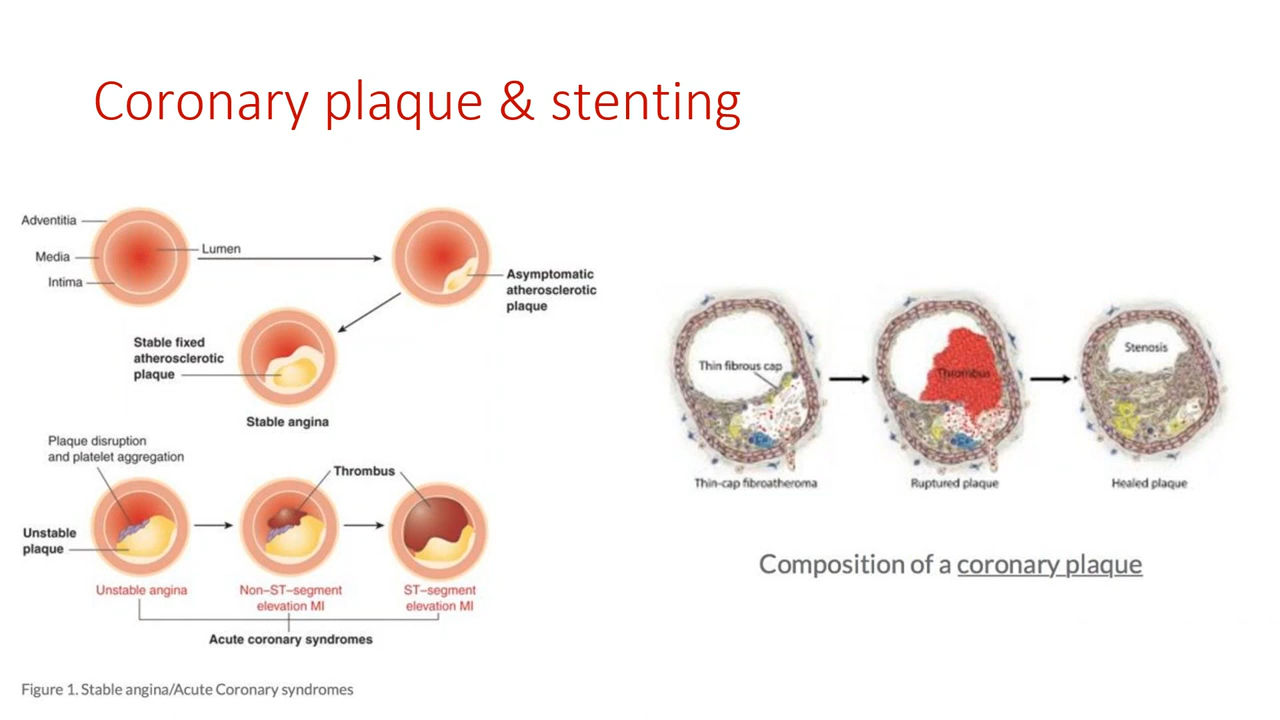 Coronary plaque & stenting
Adventitia
Media
Intima
Lumen
Asymptomatic
atherosclerotic
plaque
Stable fixed
atherosclerotic
plaque
Stable angina
Plaque disruption
and platelet aggregation
Thrombus
Unstable
plaque
Unstable angina
Non–ST–segment
elevation MI
ST–segment
elevation MI
Acute coronary syndromes
Figure 1. Stable angina/Acute Coronary syndromes
Thin fibrous cap
Thrombus
Stenosis
Thin-cap fibroatheroma
Ruptured plaque
Healed plaque
Composition of a coronary plaque